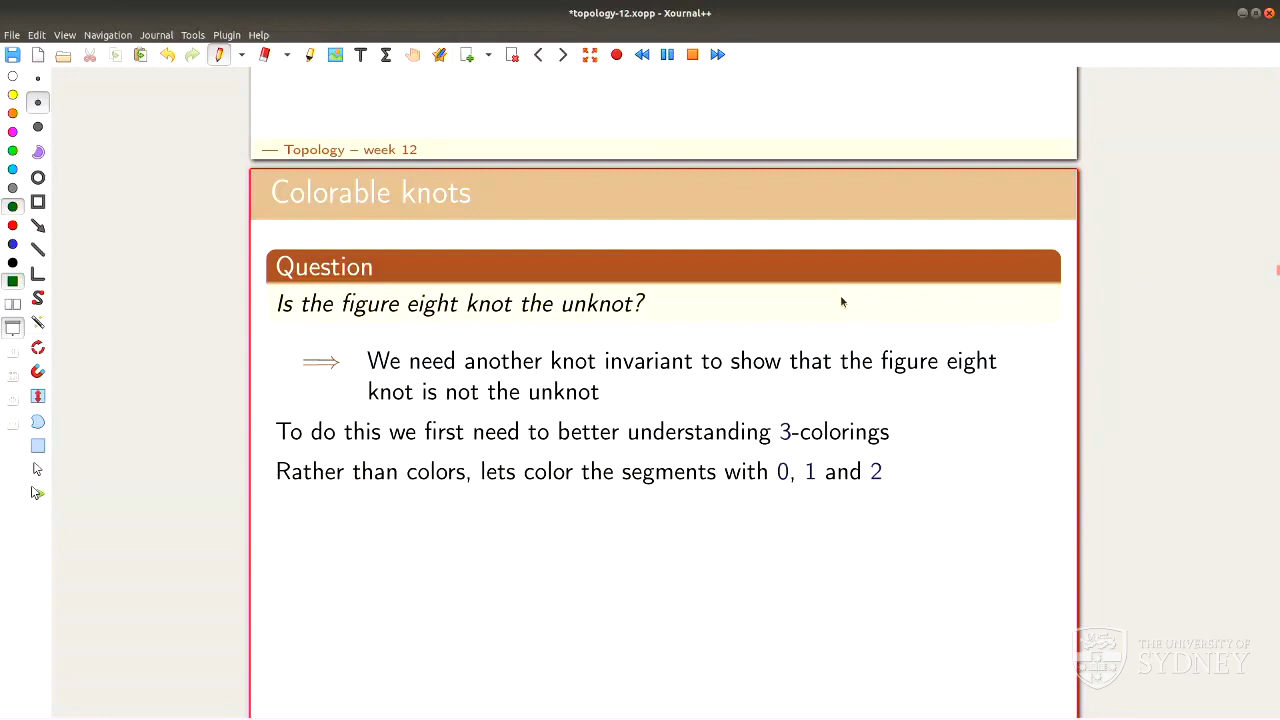 *topology-12.xopp - Xournal++
File Edit View Navigation Journal Tools Plugin Help
— Topology – week 12
Colorable knots
Question
Is the figure eight knot the unknot?
⟹ We need another knot invariant to show that the figure eight
knot is not the unknot
To do this we first need to better understanding 3-colorings
Rather than colors, lets color the segments with 0, 1 and 2
THE UNIVERSITY OF
SYDNEY